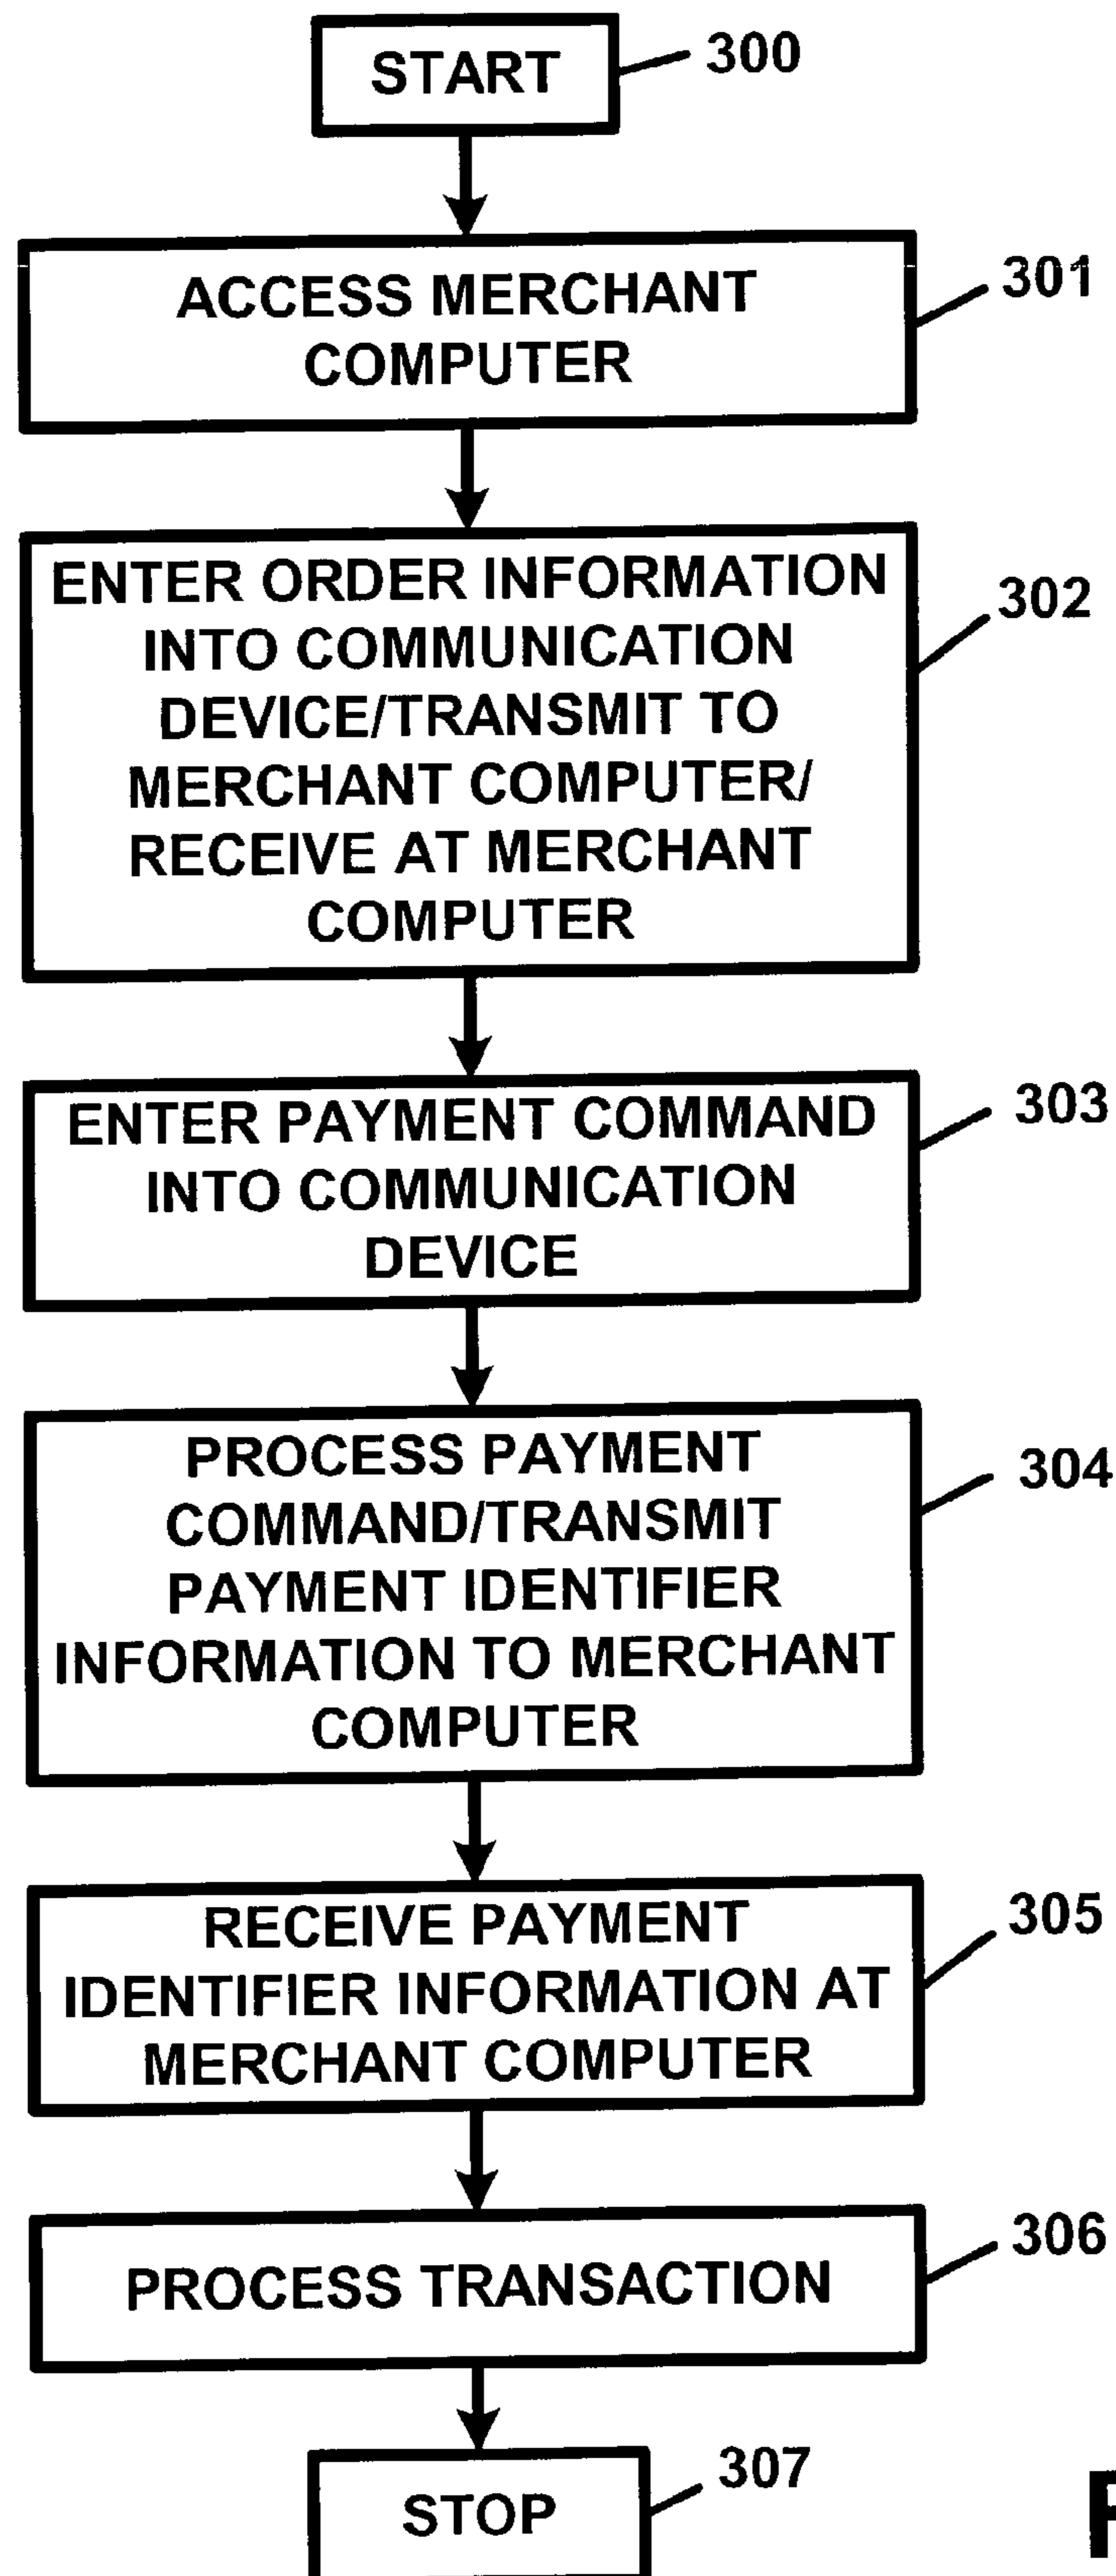 START
300
ACCESS MERCHANT
COMPUTER
301
ENTER ORDER INFORMATION
INTO COMMUNICATION
DEVICE/TRANSMIT TO
MERCHANT COMPUTER/
RECEIVE AT MERCHANT
COMPUTER
302
ENTER PAYMENT COMMAND
INTO COMMUNICATION
DEVICE
303
PROCESS PAYMENT
COMMAND/TRANSMIT
PAYMENT IDENTIFIER
INFORMATION TO MERCHANT
COMPUTER
304
RECEIVE PAYMENT
IDENTIFIER INFORMATION AT
MERCHANT COMPUTER
305
PROCESS TRANSACTION
306
STOP
307